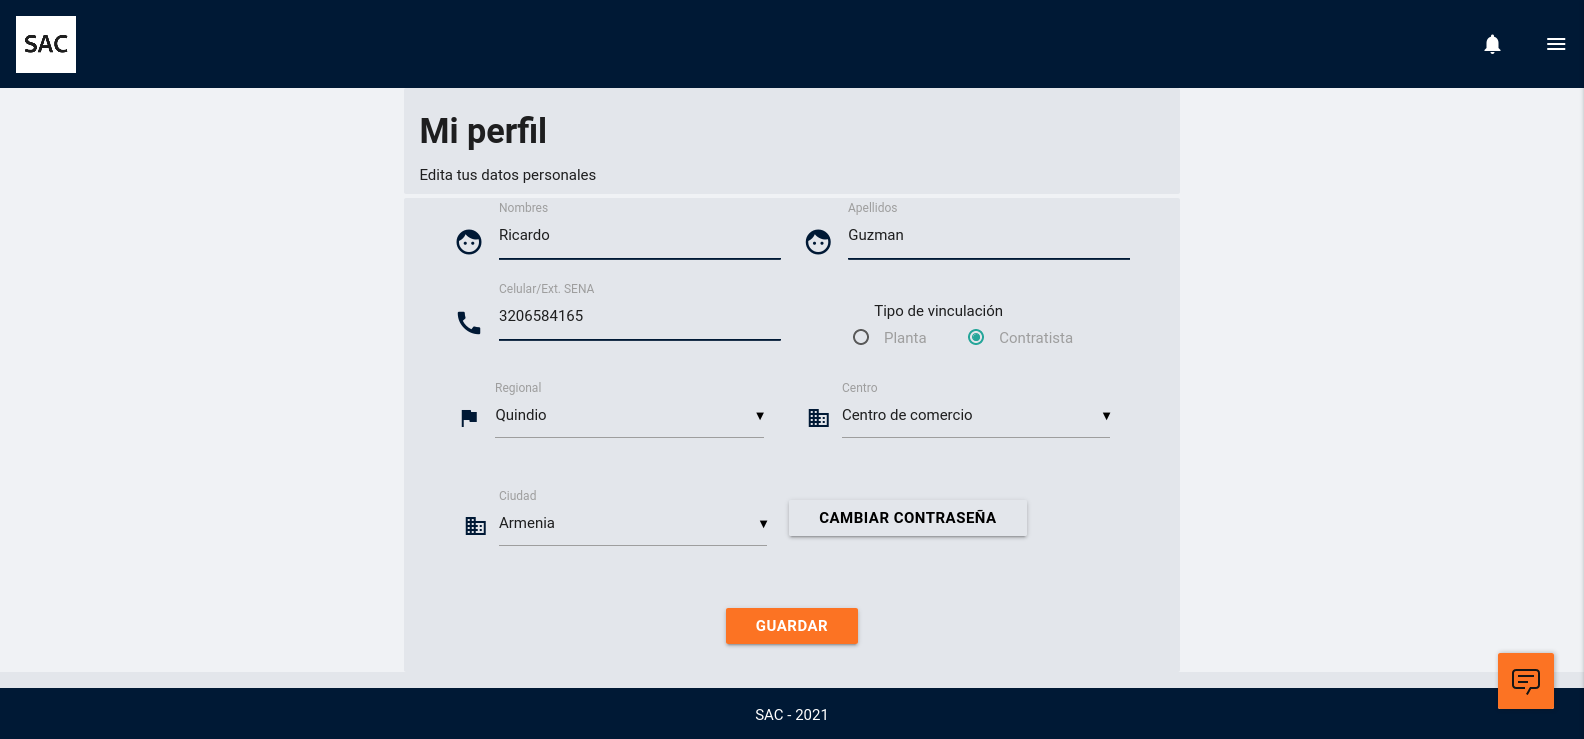 SAC
Mi perfil
Edita tus datos personales
Nombres
Ricardo
Apellidos
Guzman
Celular/Ext. SENA
3206584165
Tipo de vinculación
Planta
Contratista
Regional
Quindio
Centro
Centro de comercio
Ciudad
Armenia
CAMBIAR CONTRASEÑA
GUARDAR
SAC - 2021